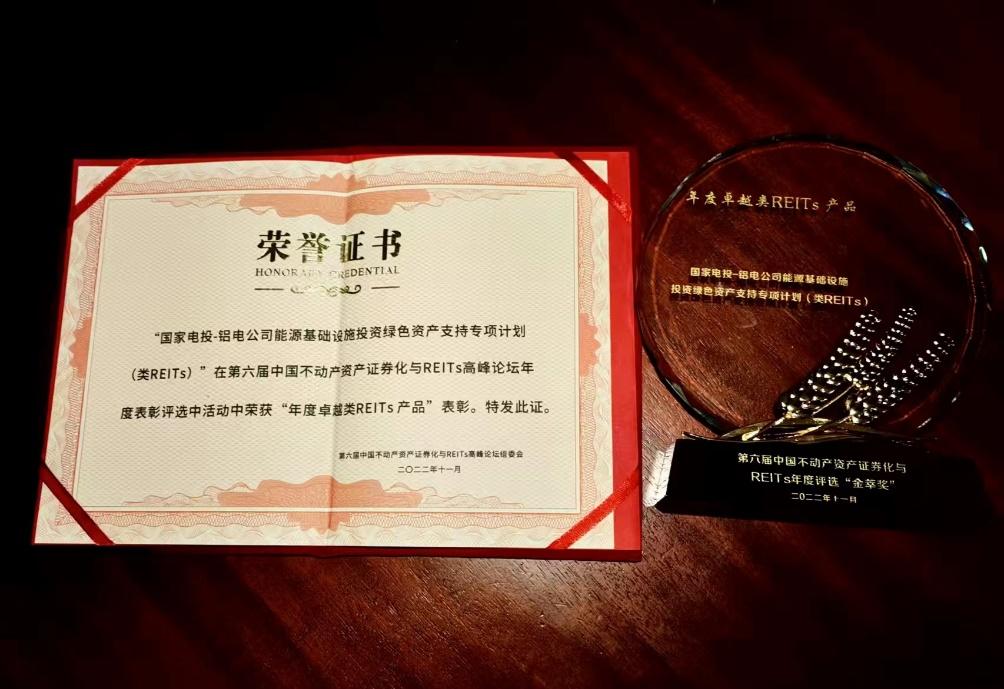 荣誉证书
HONORARY CREDENTIAL
“国家电投-铝电公司能源基础设施投资绿色资产支持专项计划
（类REITs）”在第六届中国不动产资产证券化与REITs高峰论坛年
度表彰评选中活动中荣获“年度卓越类REITs 产品”表彰。特发此证。
第六届中国不动产资产证券化与REITs高峰论坛组委会
二〇二二年十一月
年度卓越类REITs 产品
国家电投-铝电公司能源基础设施
投资绿色资产支持专项计划（类REITs）
第六届中国不动产资产证券化与
REITs年度评选“金萃奖”
二〇二二年十一月